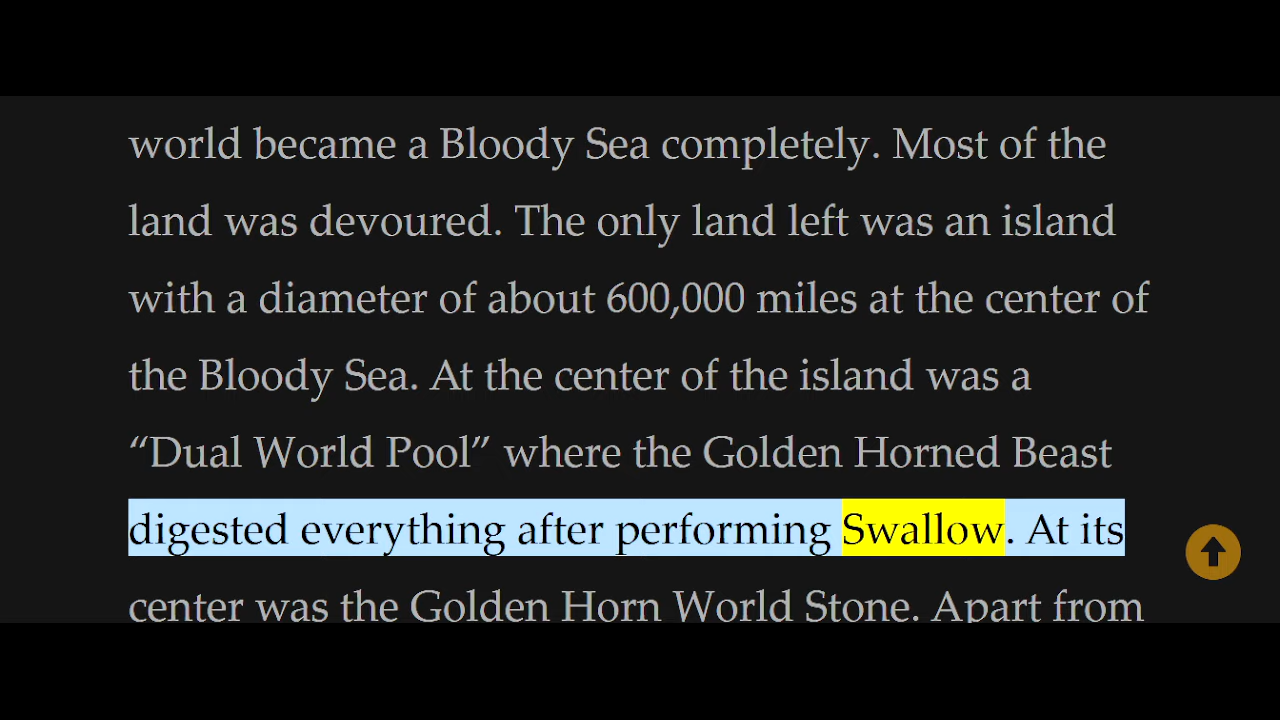 world became a Bloody Sea completely. Most of the
land was devoured. The only land left was an island
with a diameter of about 600,000 miles at the center of
the Bloody Sea. At the center of the island was a
“Dual World Pool” where the Golden Horned Beast
digested everything after performing Swallow. At its
center was the Golden Horn World Stone. Apart from